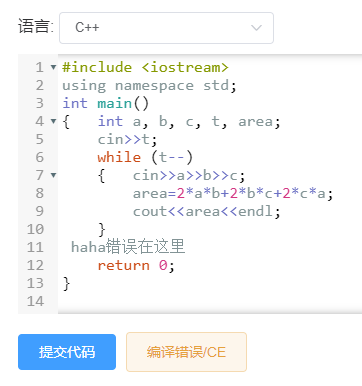 语言: C++
1 #include <iostream>
2 using namespace std;
3 int main()
4 {   int a, b, c, t, area;
5     cin>>t;
6     while (t--)
7     {   cin>>a>>b>>c;
8         area=2*a*b+2*b*c+2*c*a;
9         cout<<area<<endl;
10     }
11  haha错误在这里
12     return 0;
13 }
14
提交代码 编译错误/CE